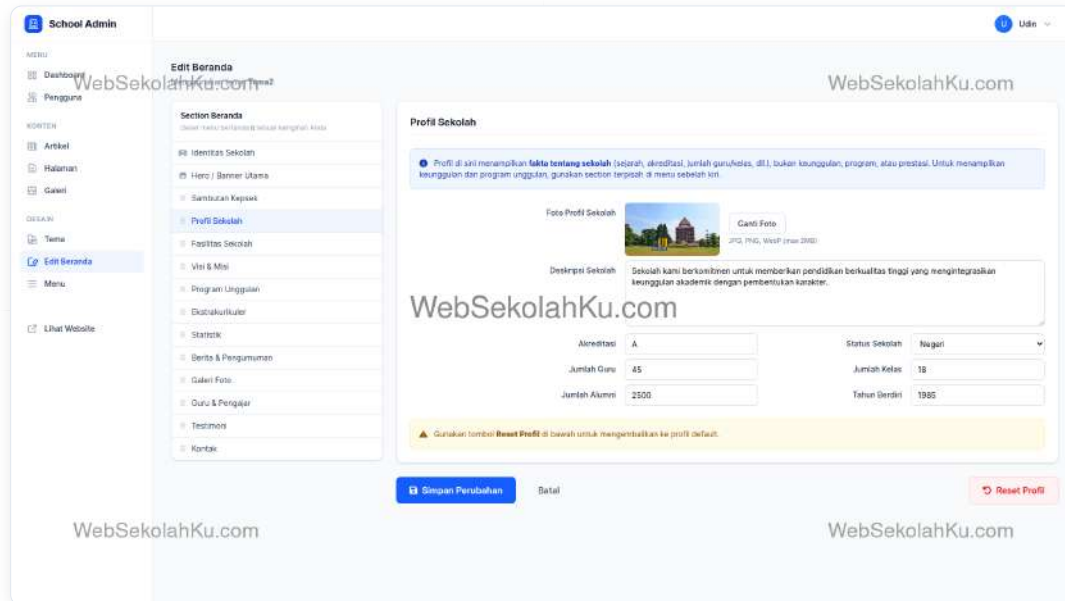 School Admin
Udin
MENU
Dashboard
Pengguna
KONTEN
Artikel
Halaman
Galeri
DESAIN
Tema
Edit Beranda
Menu
Lihat Website
Edit Beranda
Tema2
Section Beranda
Identitas Sekolah
Hero / Banner Utama
Sambutan Kepsek
Profil Sekolah
Fasilitas Sekolah
Visi & Misi
Program Unggulan
Ekstrakurikuler
Statistik
Berita & Pengumuman
Galeri Foto
Guru & Pengajar
Testimoni
Kontak
Profil Sekolah
Profil di sini menampilkan fakta tentang sekolah (sejarah, akreditasi, jumlah guru/kelas, dll.), bukan keunggulan, program, atau prestasi. Untuk menampilkan
keunggulan dan program unggulan, gunakan section terpisah di menu sebelah kiri.
Foto Profil Sekolah
Ganti Foto
JPG, PNG, WebP (max 2MB)
Deskripsi Sekolah
Sekolah kami berkomitmen untuk memberikan pendidikan berkualitas tinggi yang mengintegrasikan
keunggulan akademik dengan pembentukan karakter.
Akreditasi A
Status Sekolah Negeri
Jumlah Guru 45
Jumlah Kelas 18
Jumlah Alumni 2500
Tahun Berdiri 1985
Gunakan tombol Reset Profil di bawah untuk mengembalikan ke profil default.
Simpan Perubahan
Batal
Reset Profil
WebSekolahKu.com
WebSekolahKu.com
WebSekolahKu.com
WebSekolahKu.com
WebSekolahKu.com